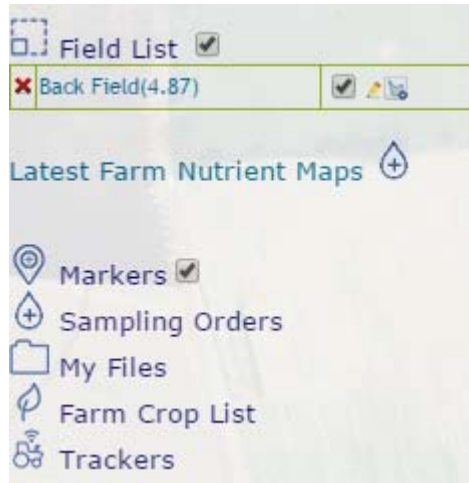 Field List
Back Field(4.87)
Latest Farm Nutrient Maps
Markers
Sampling Orders
My Files
Farm Crop List
Trackers